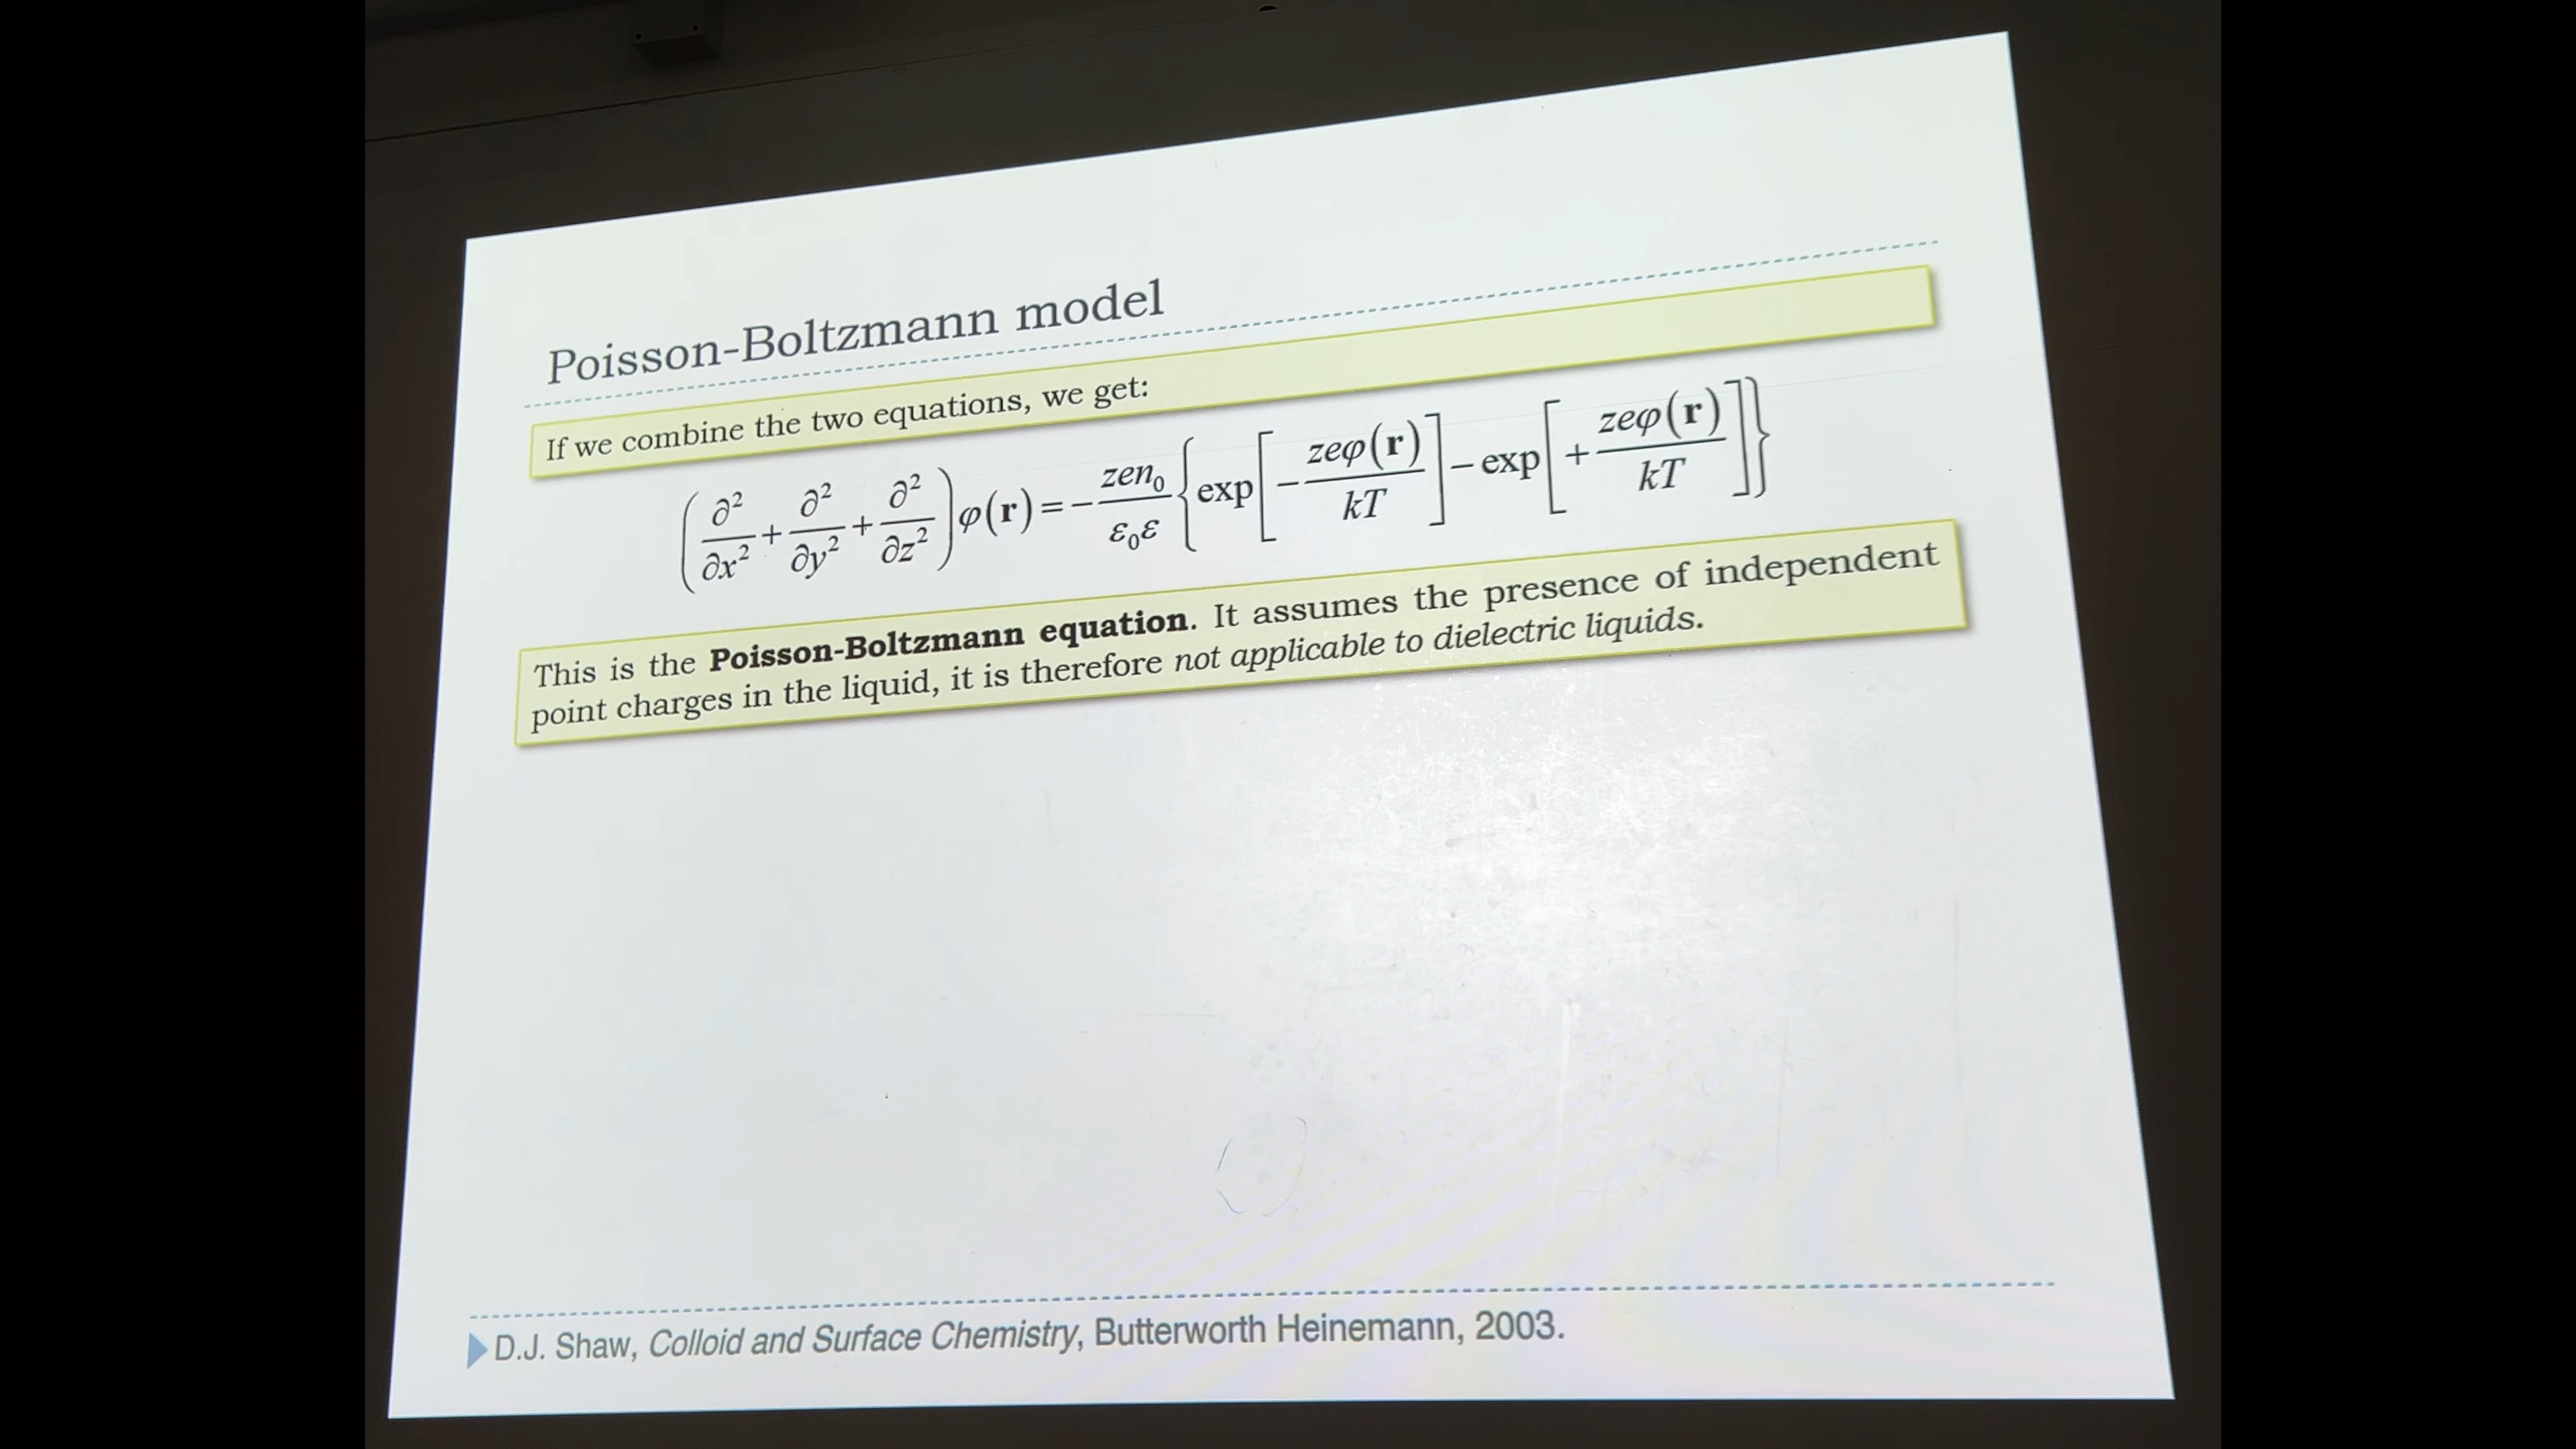 Poisson-Boltzmann model
If we combine the two equations, we get:
(∂²/∂x² + ∂²/∂y² + ∂²/∂z²)φ(r) = −zen₀/ε₀ε {exp[−zeφ(r)/kT] − exp[+zeφ(r)/kT]}
This is the Poisson-Boltzmann equation. It assumes the presence of independent
point charges in the liquid, it is therefore not applicable to dielectric liquids.
D.J. Shaw, Colloid and Surface Chemistry, Butterworth Heinemann, 2003.